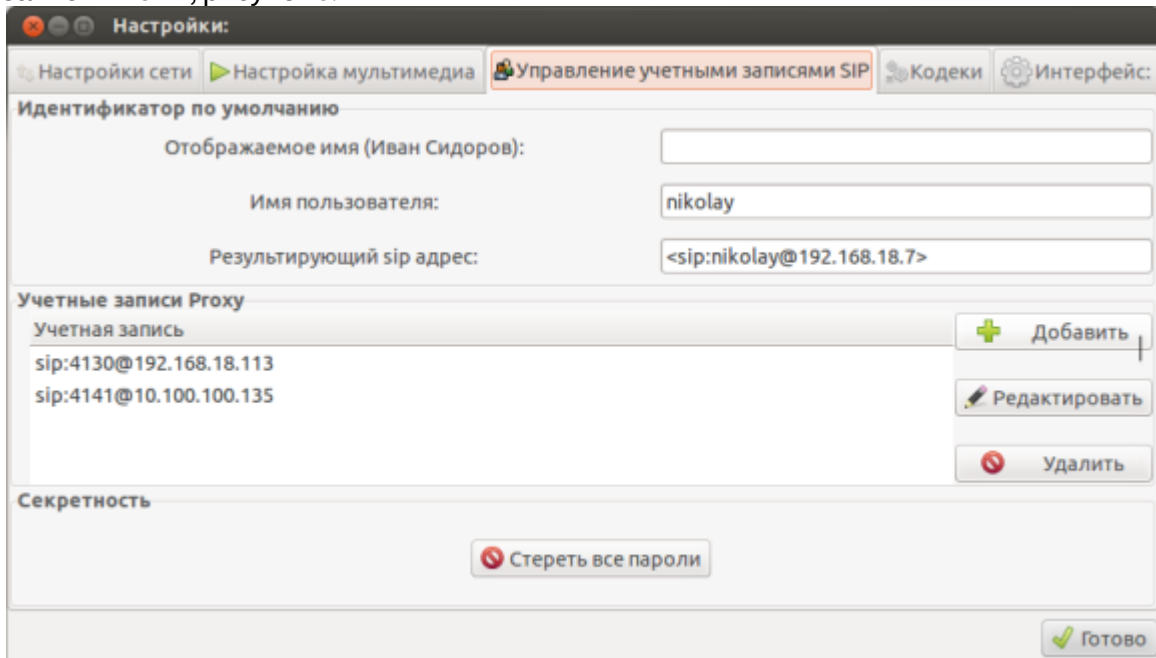 Настройки:
Настройки сети Настройка мультимедиа Управление учетными записями SIP Кодеки Интерфейс:
Идентификатор по умолчанию
Отображаемое имя (Иван Сидоров):
Имя пользователя: nikolay
Результирующий sip адрес: <sip:nikolay@192.168.18.7>
Учетные записи Proxy
Учетная запись
Добавить
sip:4130@192.168.18.113
sip:4141@10.100.100.135
Редактировать
Удалить
Секретность
Стереть все пароли
Готово